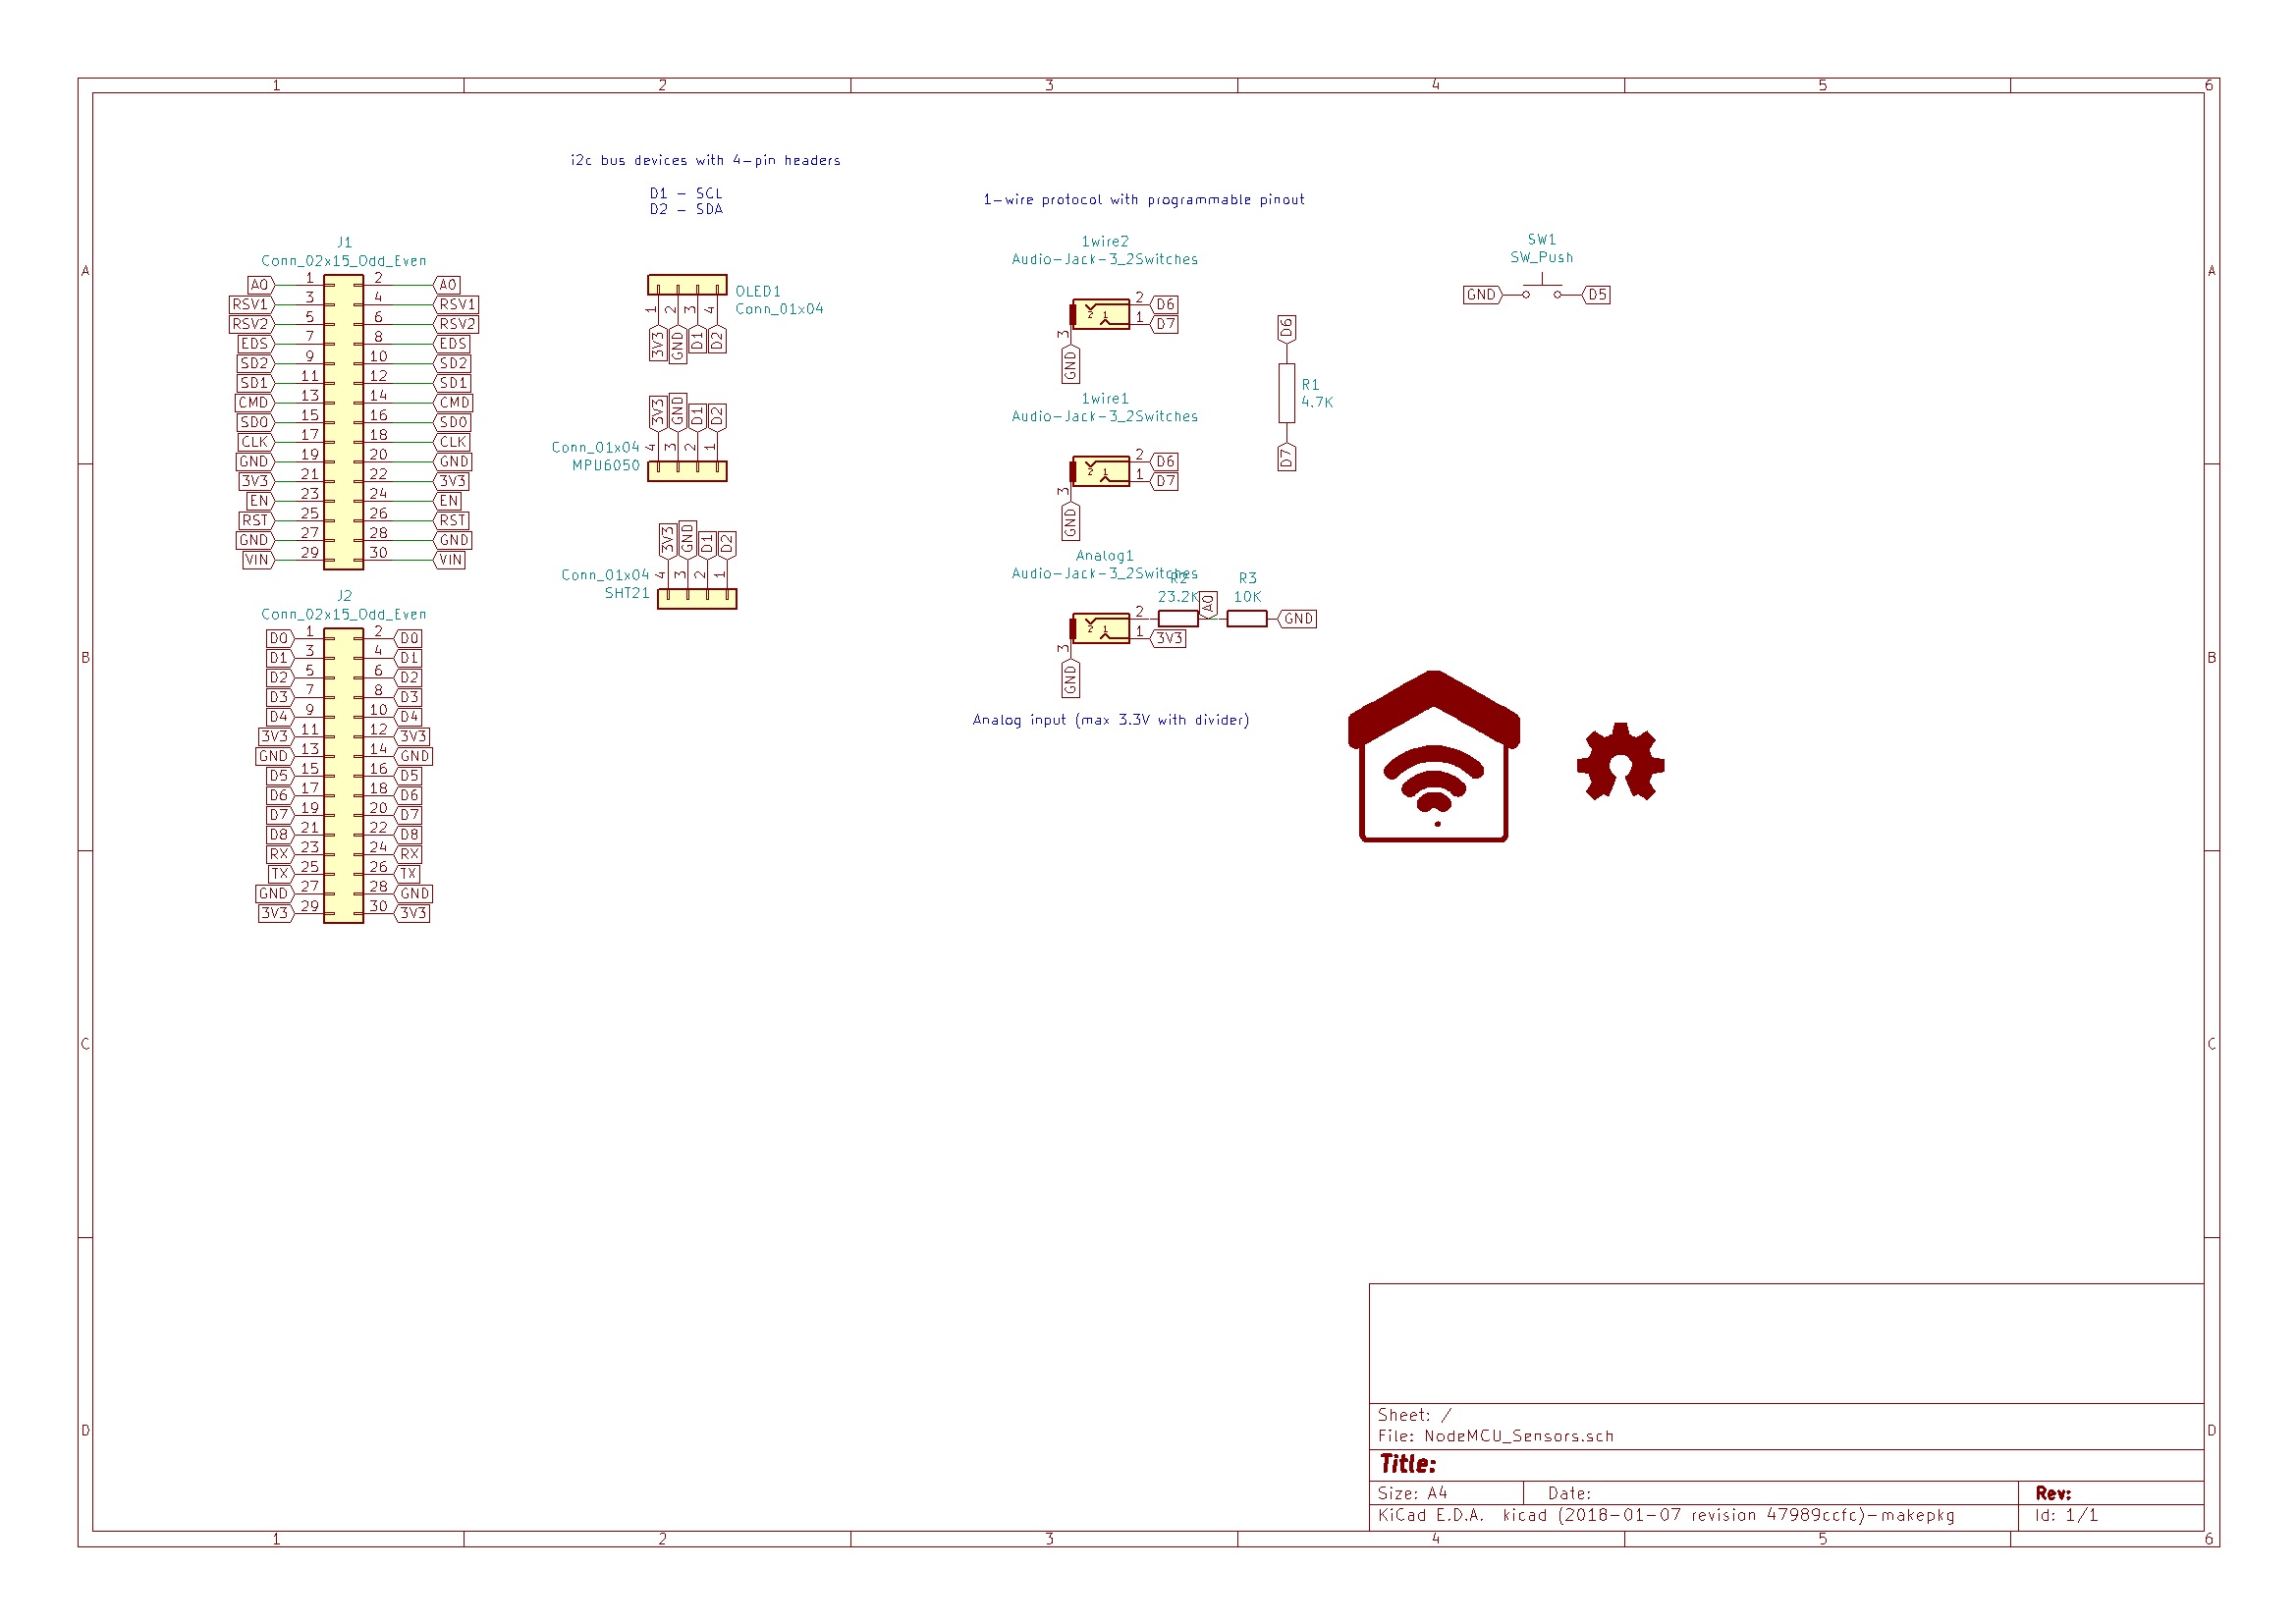 1 2 3 4 5 6
A
B
C
D
A
B
C
D
i2c bus devices with 4-pin headers
D1 - SCL
D2 - SDA
1-wire protocol with programmable pinout
J1
Conn_02x15_Odd_Even
A0 1 2 A0
RSV1 3 4 RSV1
RSV2 5 6 RSV2
EDS 7 8 EDS
SD2 9 10 SD2
SD1 11 12 SD1
CMD 13 14 CMD
SD0 15 16 SD0
CLK 17 18 CLK
GND 19 20 GND
3V3 21 22 3V3
EN 23 24 EN
RST 25 26 RST
GND 27 28 GND
VIN 29 30 VIN
J2
Conn_02x15_Odd_Even
D0 1 2 D0
D1 3 4 D1
D2 5 6 D2
D3 7 8 D3
D4 9 10 D4
3V3 11 12 3V3
GND 13 14 GND
D5 15 16 D5
D6 17 18 D6
D7 19 20 D7
D8 21 22 D8
RX 23 24 RX
TX 25 26 TX
GND 27 28 GND
3V3 29 30 3V3
OLED1
Conn_01x04
1 2 3 4
3V3 GND D1 D2
3V3 GND D1 D2
4 3 2 1
Conn_01x04
MPU6050
3V3 GND D1 D2
4 3 2 1
Conn_01x04
SHT21
1wire2
Audio-Jack-3_2Switches
2 D6
2 1
1 D7
3
GND
1wire1
Audio-Jack-3_2Switches
2 D6
2 1
1 D7
3
GND
Analog1
Audio-Jack-3_2Switches
R2
23.2K
A0
R3
10K
2
GND
2 1
1 3V3
3
GND
Analog input (max 3.3V with divider)
D6
R1
4.7K
D7
SW1
SW_Push
GND D5
Sheet: /
File: NodeMCU_Sensors.sch
Title:
Size: A4 Date: Rev:
KiCad E.D.A. kicad (2018-01-07 revision 47989ccfc)-makepkg Id: 1/1
1 2 3 4 5 6